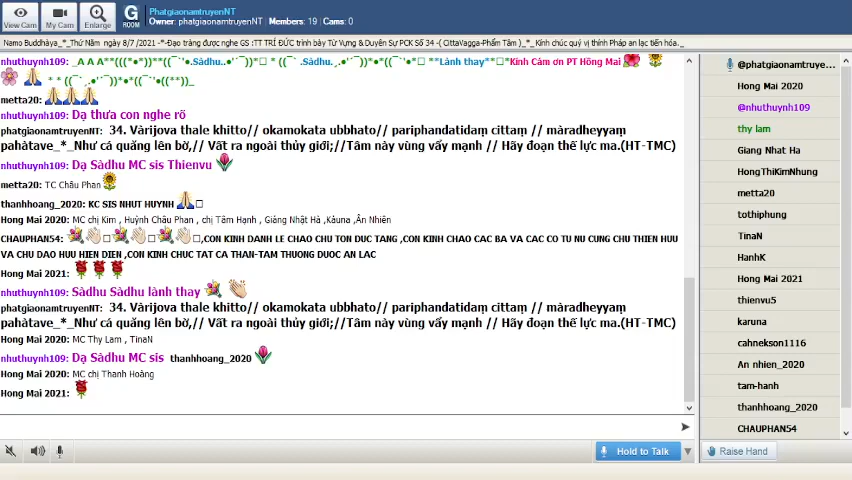 PhatgiaonamtruyenNT
Owner: phatgiaonamtruyenNT | Members: 19 | Cams: 0
View Cam
My Cam
Enlarge
G ROOM
Namo Buddhàya_*_Thứ Năm ngày 8/7 /2021 -*-Đạo tràng được nghe GS :TT TRÍ ĐỨC trình bày Từ Vựng & Duyên Sự PCK Số 34 -( CittaVagga-Phẩm Tâm )_*_ Kính chúc quý vị thính Pháp an lạc tiến hóa._
nhuthuynh109: _A A A**(((*•*))**((¯`'•.Sàdhu..•'´¯))*□ * ((¯` .Sàdhu.¸.•'´¯))*•*((¯`'•□ **Lành thay**•*Kính Cảm ơn PT Hồng Mai
* * ((¯`¸.•'´¯))*•*((¯`'•((**))_
metta20:
nhuthuynh109: Dạ thưa con nghe rõ
phatgiaonamtruyenNT: 34. Vàrijova thale khitto// okamokata ubbhato// pariphandatidaṃ cittaṃ // màradheyyaṃ
pahàtave_*_Như cá quăng lên bờ,// Vất ra ngoài thủy giới;//Tâm này vùng vẩy mạnh // Hãy đoạn thế lực ma.(HT-TMC)
nhuthuynh109: Dạ Sàdhu MC sis Thienvu
metta20: TC Châu Phan
thanhhoang_2020: KC SIS NHUT HUYNH □
Hong Mai 2020: MC chị Kim , Huỳnh Châu Phan , chị Tâm Hạnh , Giáng Nhật Hà ,Kâuna ,Ân Nhiên
CHAUPHAN54: □ □ ,CON KINH DANH LE CHAO CHU TON DUC TANG ,CON KINH CHAO CAC BA VA CAC CO TU NU CUNG CHU THIEN HUU
VA CHU DAO HUU HIEN DIEN ,CON KINH CHUC TAT CA THAN-TAM THUONG DUOC AN LAC
Hong Mai 2021:
nhuthuynh109: Sàdhu Sàdhu lành thay
phatgiaonamtruyenNT: 34. Vàrijova thale khitto// okamokata ubbhato// pariphandatidaṃ cittaṃ // màradheyyaṃ
pahàtave_*_Như cá quăng lên bờ,// Vất ra ngoài thủy giới;//Tâm này vùng vẩy mạnh // Hãy đoạn thế lực ma.(HT-TMC)
Hong Mai 2020: MC Thy Lam , TinaN
nhuthuynh109: Dạ Sàdhu MC sis thanhhoang_2020
Hong Mai 2020: MC chị Thanh Hoàng
Hong Mai 2021:
Hold to Talk
@phatgiaonamtruye...
Hong Mai 2020
@nhuthuynh109
thy lam
Giang Nhat Ha
HongThiKimNhung
metta20
tothiphung
TinaN
HanhK
Hong Mai 2021
thienvu5
karuna
cahnekson1116
An nhien_2020
tam-hanh
thanhhoang_2020
CHAUPHAN54
Raise Hand